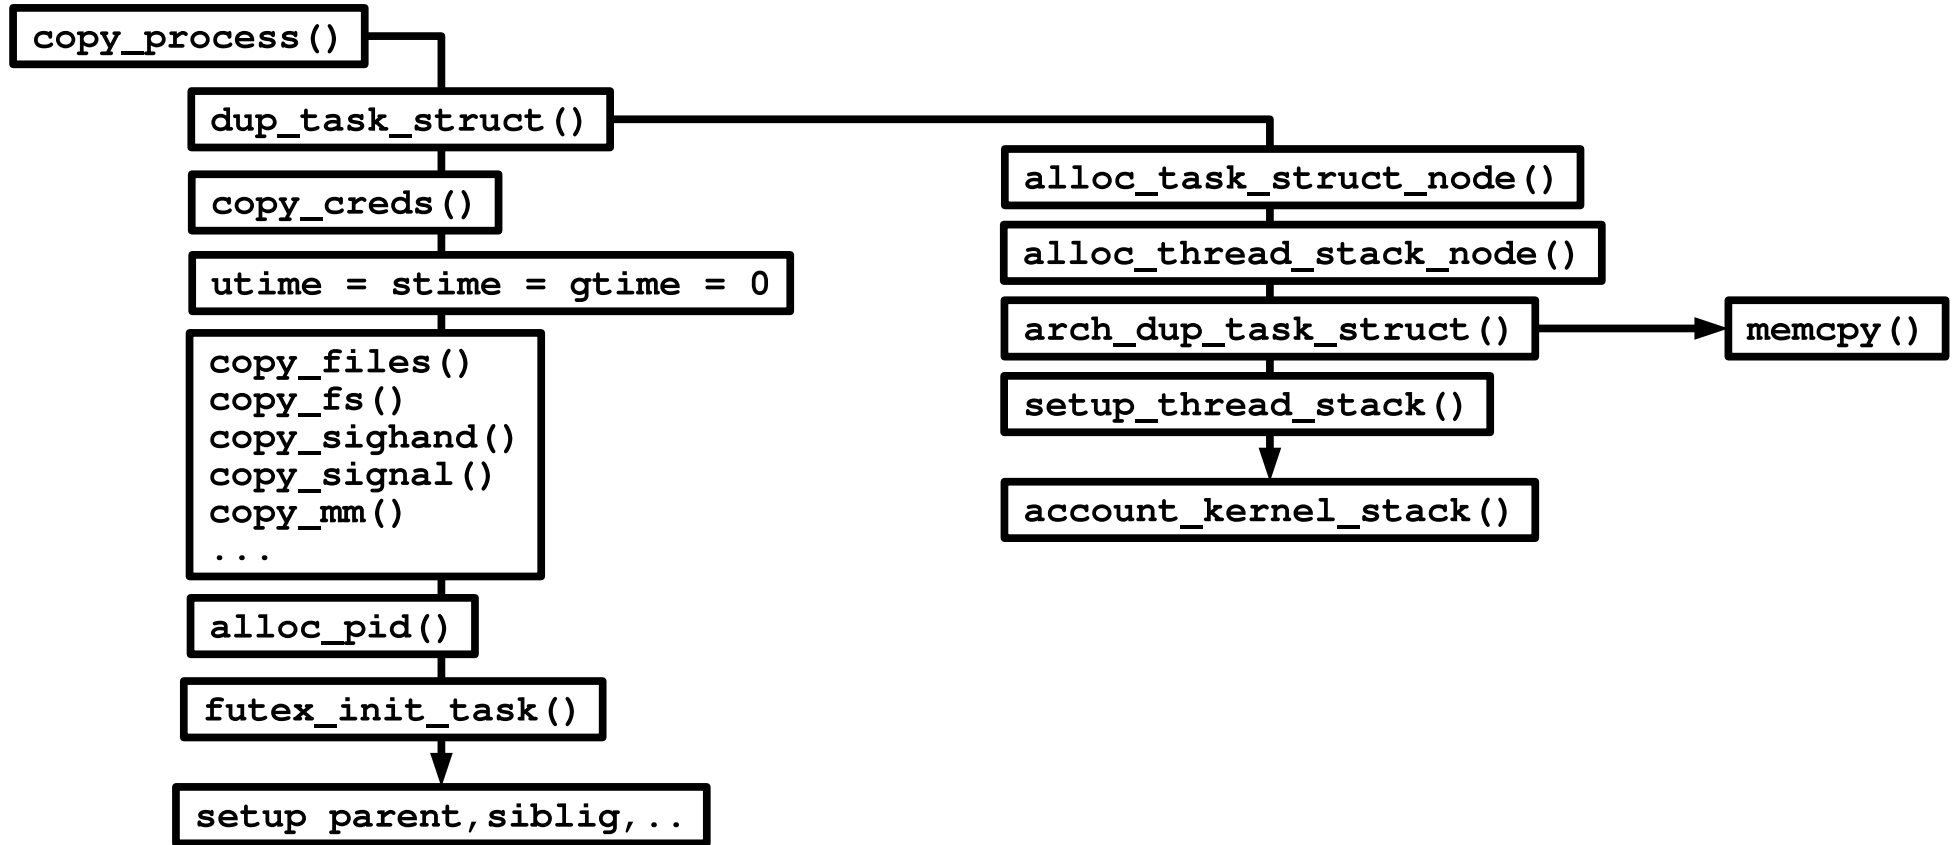 copy_process()
dup_task_struct()
copy_creds()
utime = stime = gtime = 0
copy_files()
copy_fs()
copy_sighand()
copy_signal()
copy_mm()
...
alloc_pid()
futex_init_task()
setup parent,siblig,..
alloc_task_struct_node()
alloc_thread_stack_node()
arch_dup_task_struct()
memcpy()
setup_thread_stack()
account_kernel_stack()